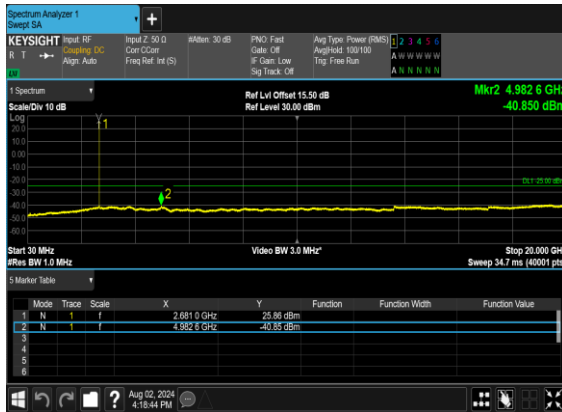 Spectrum Analyzer 1
Swept SA
+
KEYSIGHT Input: RF Input Z: 50 Ω #Atten: 30 dB PNO: Fast Avg Type: Power (RMS) 1 2 3 4 5 6
R T Coupling: DC Corr CCorr Gate: Off Avg|Hold: 100/100 A W W W W W
Align: Auto Freq Ref: Int (S) IF Gain: Low Trig: Free Run
Sig Track: Off A N N N N N
1 Spectrum Ref Lvl Offset 15.50 dB Mkr2 4.982 6 GHz
Scale/Div 10 dB Ref Level 30.00 dBm -40.850 dBm
Log
1
20.0
10.0
0.00
-10.0
-20.0
DL1 -25.00 dBm
-30.0
2
-40.0
-50.0
-60.0
Start 30 MHz Video BW 3.0 MHz* Stop 20.000 GHz
#Res BW 1.0 MHz Sweep 34.7 ms (40001 pts)
5 Marker Table
Mode Trace Scale X Y Function Function Width Function Value
1 N 1 f 2.681 0 GHz 25.86 dBm
2 N 1 f 4.982 6 GHz -40.85 dBm
3
4
5
6
? Aug 02, 2024
4:18:44 PM